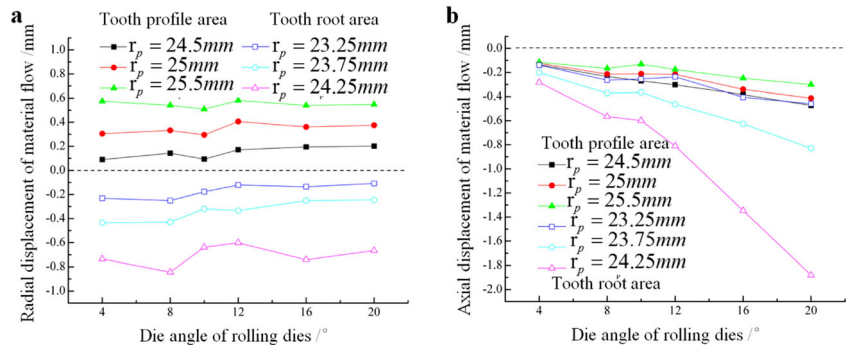 a
Tooth profile area Tooth root area
r_p = 24.5mm r_p = 23.25mm
r_p = 25mm r_p = 23.75mm
r_p = 25.5mm r_p = 24.25mm
Radial displacement of material flow /mm
1.0
0.8
0.6
0.4
0.2
0.0
-0.2
-0.4
-0.6
-0.8
-1.0
4 8 12 16 20
Die angle of rolling dies /°
b
Axial displacement of material flow /mm
0.0
-0.2
-0.4
-0.6
-0.8
-1.0
-1.2
-1.4
-1.6
-1.8
-2.0
Tooth profile area
r_p = 24.5mm
r_p = 25mm
r_p = 25.5mm
r_p = 23.25mm
r_p = 23.75mm
r_p = 24.25mm
Tooth root area
4 8 12 16 20
Die angle of rolling dies /°